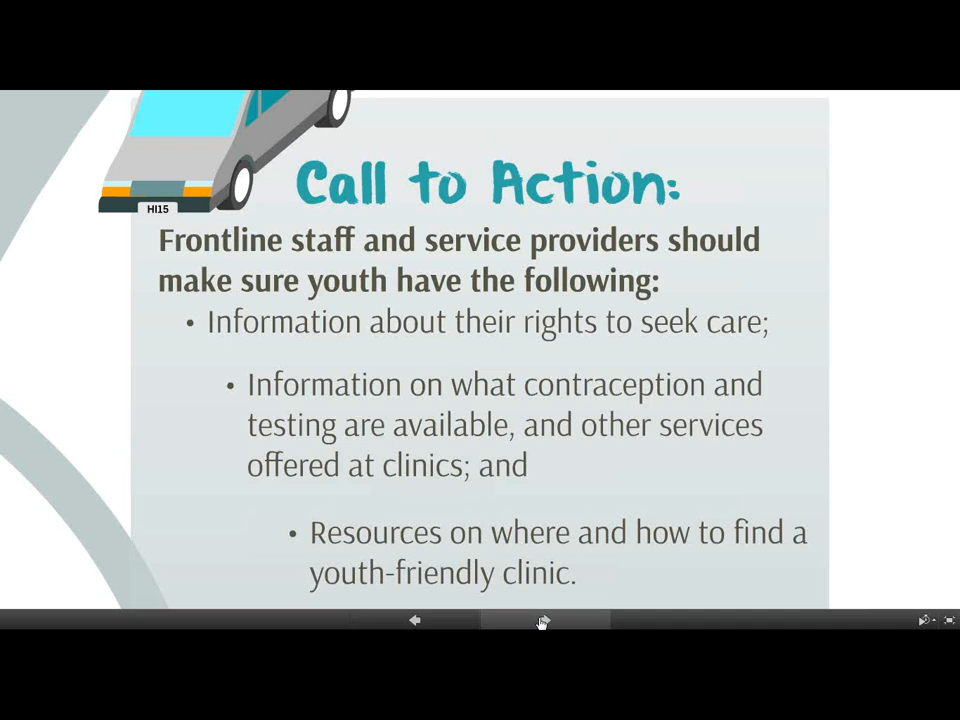 Call to Action:
HI15
Frontline staff and service providers should
make sure youth have the following:
• Information about their rights to seek care;
• Information on what contraception and
testing are available, and other services
offered at clinics; and
• Resources on where and how to find a
youth-friendly clinic.